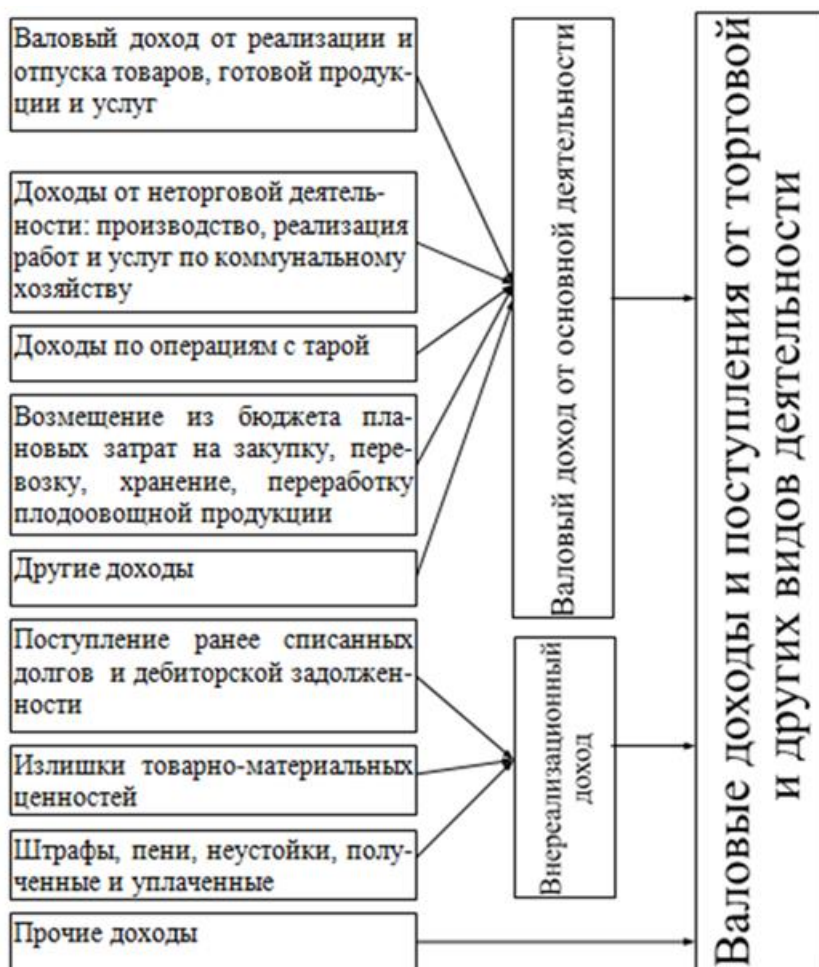 Валовый доход от реализации и
отпуска товаров, готовой продук-
ции и услуг
Доходы от неторговой деятель-
ности: производство, реализация
работ и услуг по коммунальному
хозяйству
Доходы по операциям с тарой
Возмещение из бюджета пла-
новых затрат на закупку, пере-
возку, хранение, переработку
плодоовощной продукции
Другие доходы
Поступление ранее списанных
долгов и дебиторской задолжен-
ности
Излишки товарно-материальных
ценностей
Штрафы, пени, неустойки, полу-
ченные и уплаченные
Прочие доходы
Валовый доход от основной деятельности
Внереализационный
доход
Валовые доходы и поступления от торговой
и других видов деятельности